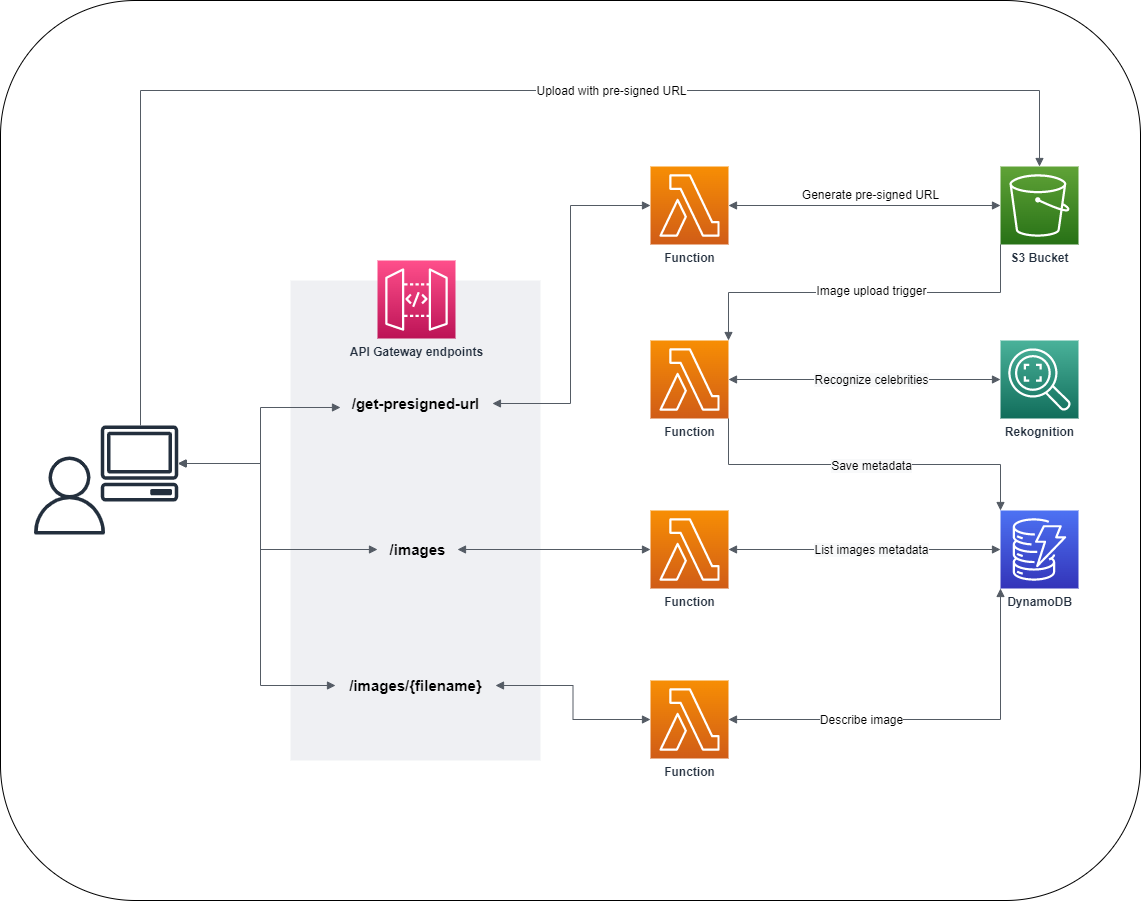 Upload with pre-signed URL
Generate pre-signed URL
Function
S3 Bucket
Image upload trigger
API Gateway endpoints
Recognize celebrities
/get-presigned-url
Function
Rekognition
Save metadata
/images
List images metadata
Function
DynamoDB
/images/{filename}
Describe image
Function